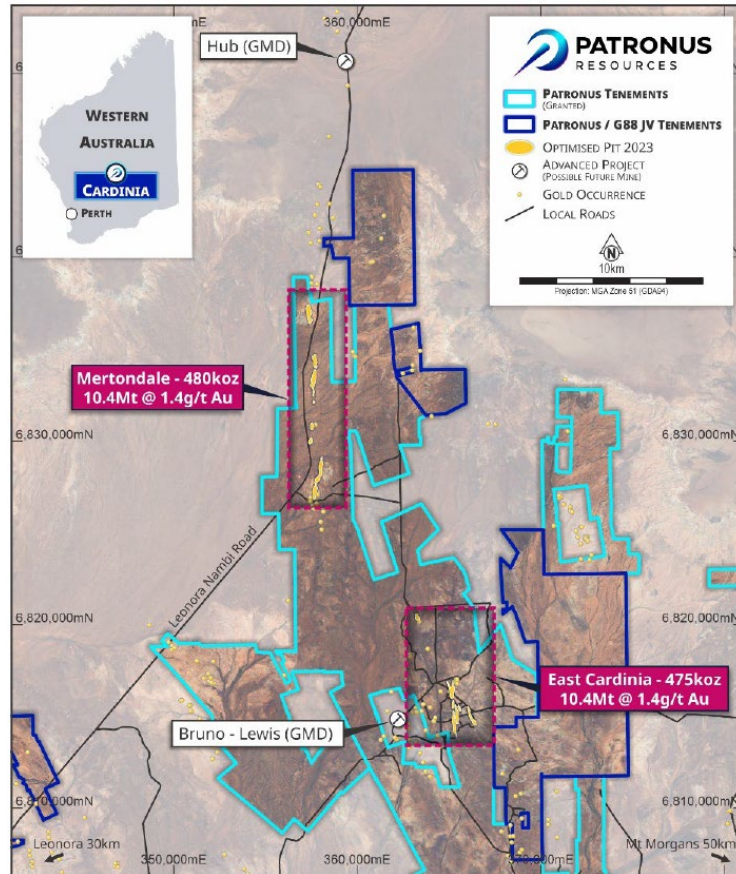 360,000mE
370,000mE
Hub (GMD)
WESTERN
AUSTRALIA
CARDINIA
PERTH
PATRONUS
RESOURCES
PATRONUS TENEMENTS
(GRANTED)
PATRONUS / G88 JV TENEMENTS
OPTIMISED PIT 2023
ADVANCED PROJECT
(POSSIBLE FUTURE MINE)
GOLD OCCURRENCE
LOCAL ROADS
N
10km
Projection: MGA Zone 51 (GDA94)
Mertondale - 480koz
10.4Mt @ 1.4g/t Au
6,830,000mN
6,830,000mN
Leonora Nambi Road
6,820,000mN
6,820,000mN
East Cardinia - 475koz
10.4Mt @ 1.4g/t Au
Bruno - Lewis (GMD)
6,810,000mN
6,810,000mN
Leonora 30km
Mt Morgans 50km
350,000mE
360,000mE
370,000mE